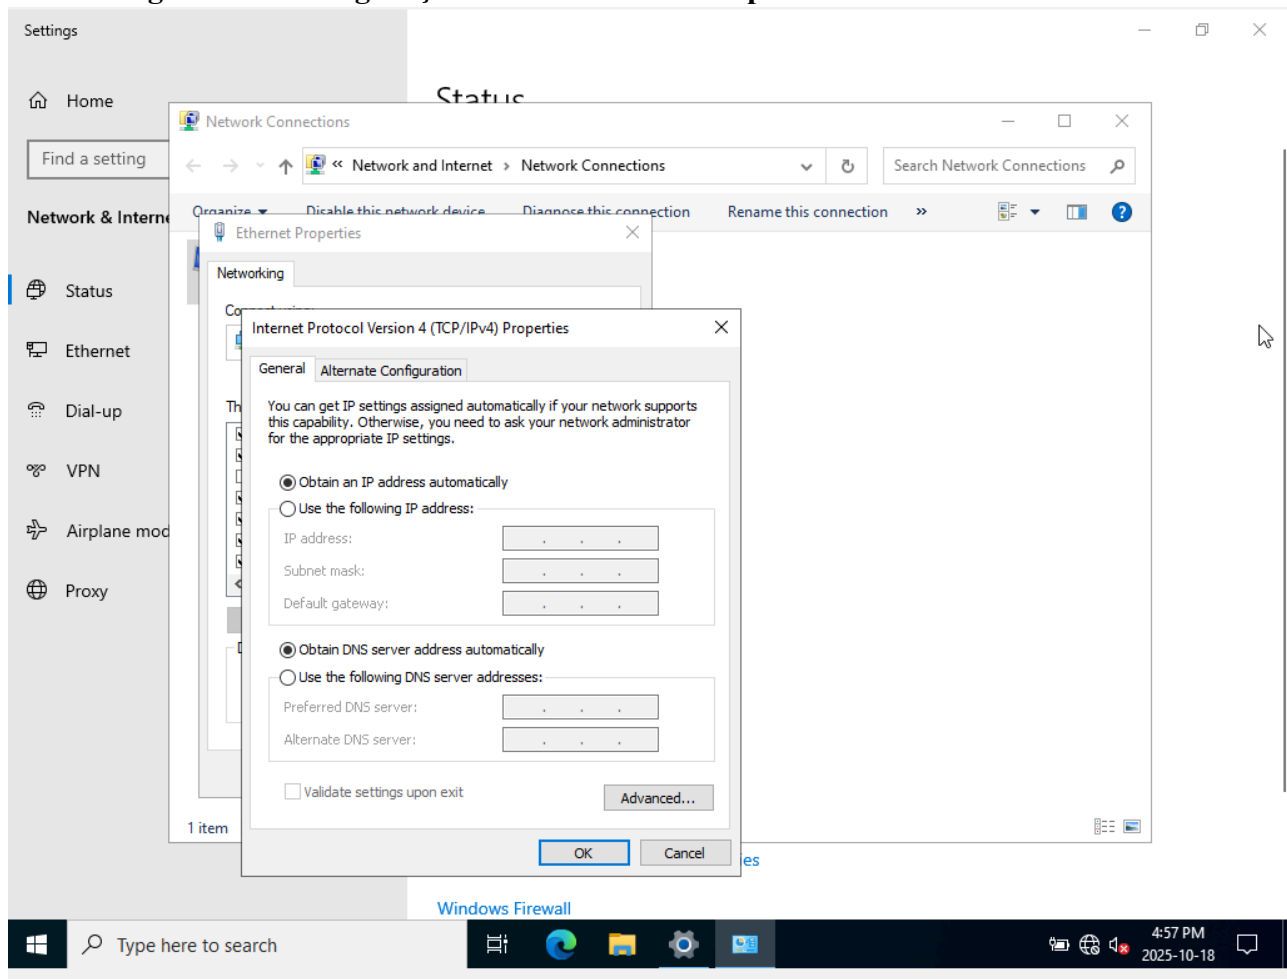 Settings
Home
Find a setting
Status
Ethernet
Dial-up
VPN
Proxy
Status
Network Connections
« Network and Internet › Network Connections
Search Network Connections
Organize
Disable this network device
Diagnose this connection
Rename this connection
»
Ethernet Properties
Networking
Internet Protocol Version 4 (TCP/IPv4) Properties
General
Alternate Configuration
You can get IP settings assigned automatically if your network supports
this capability. Otherwise, you need to ask your network administrator
for the appropriate IP settings.
Obtain an IP address automatically
Use the following IP address:
IP address:
Subnet mask:
Default gateway:
Obtain DNS server address automatically
Use the following DNS server addresses:
Preferred DNS server:
Alternate DNS server:
Validate settings upon exit
Advanced...
OK
Cancel
1 item
Windows Firewall
Type here to search
4:57 PM
2025-10-18